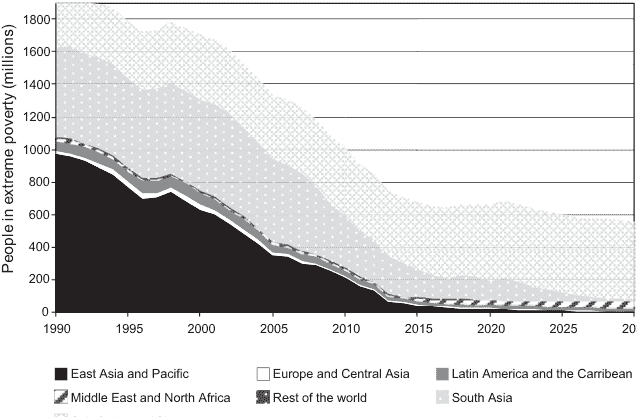 People in extreme poverty (millions)
1800
1600
1400
1200
1000
800
600
400
200
0
1990 1995 2000 2005 2010 2015 2020 2025 20
East Asia and Pacific Europe and Central Asia Latin America and the Carribean
Middle East and North Africa Rest of the world South Asia